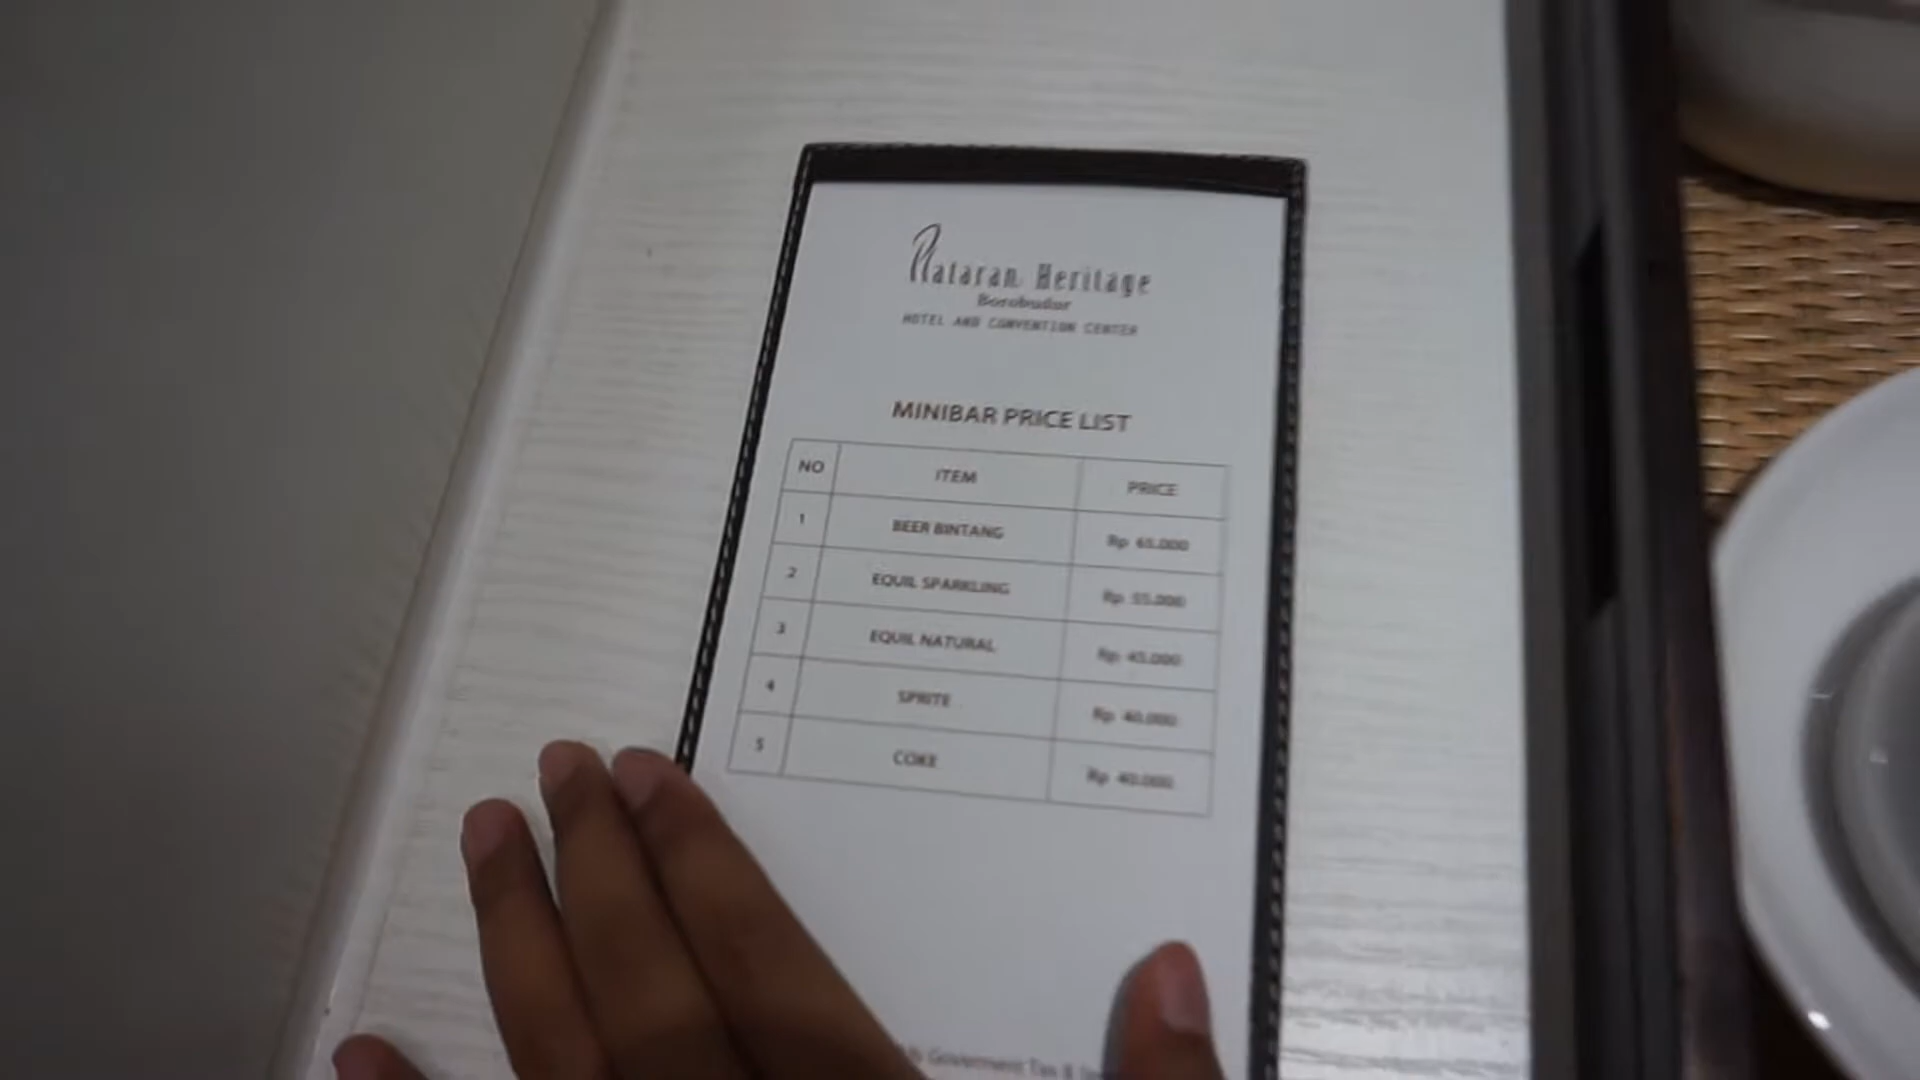 Plataran Heritage
Borobudur
HOTEL AND CONVENTION CENTER
MINIBAR PRICE LIST
NO ITEM PRICE
1 BEER BINTANG Rp 65.000
2 EQUIL SPARKLING Rp 55.000
3 EQUIL NATURAL Rp 45.000
4 SPRITE Rp 40.000
5 COKE Rp 40.000
Goverment Tax &